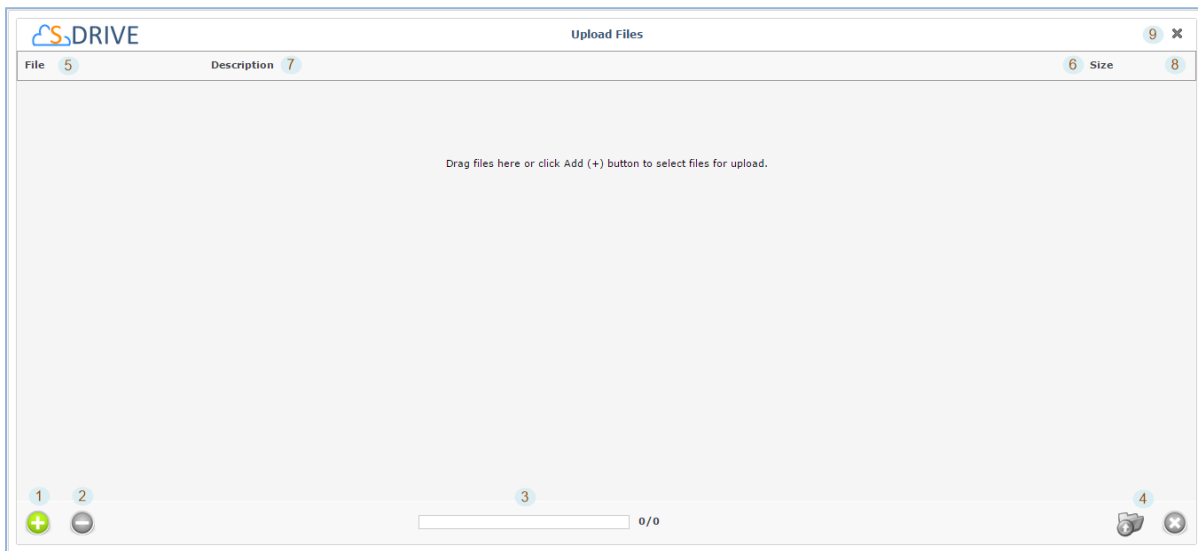 S DRIVE
Upload Files
9
File 5 Description 7 6 Size 8
Drag files here or click Add (+) button to select files for upload.
1 2 3 4
0/0